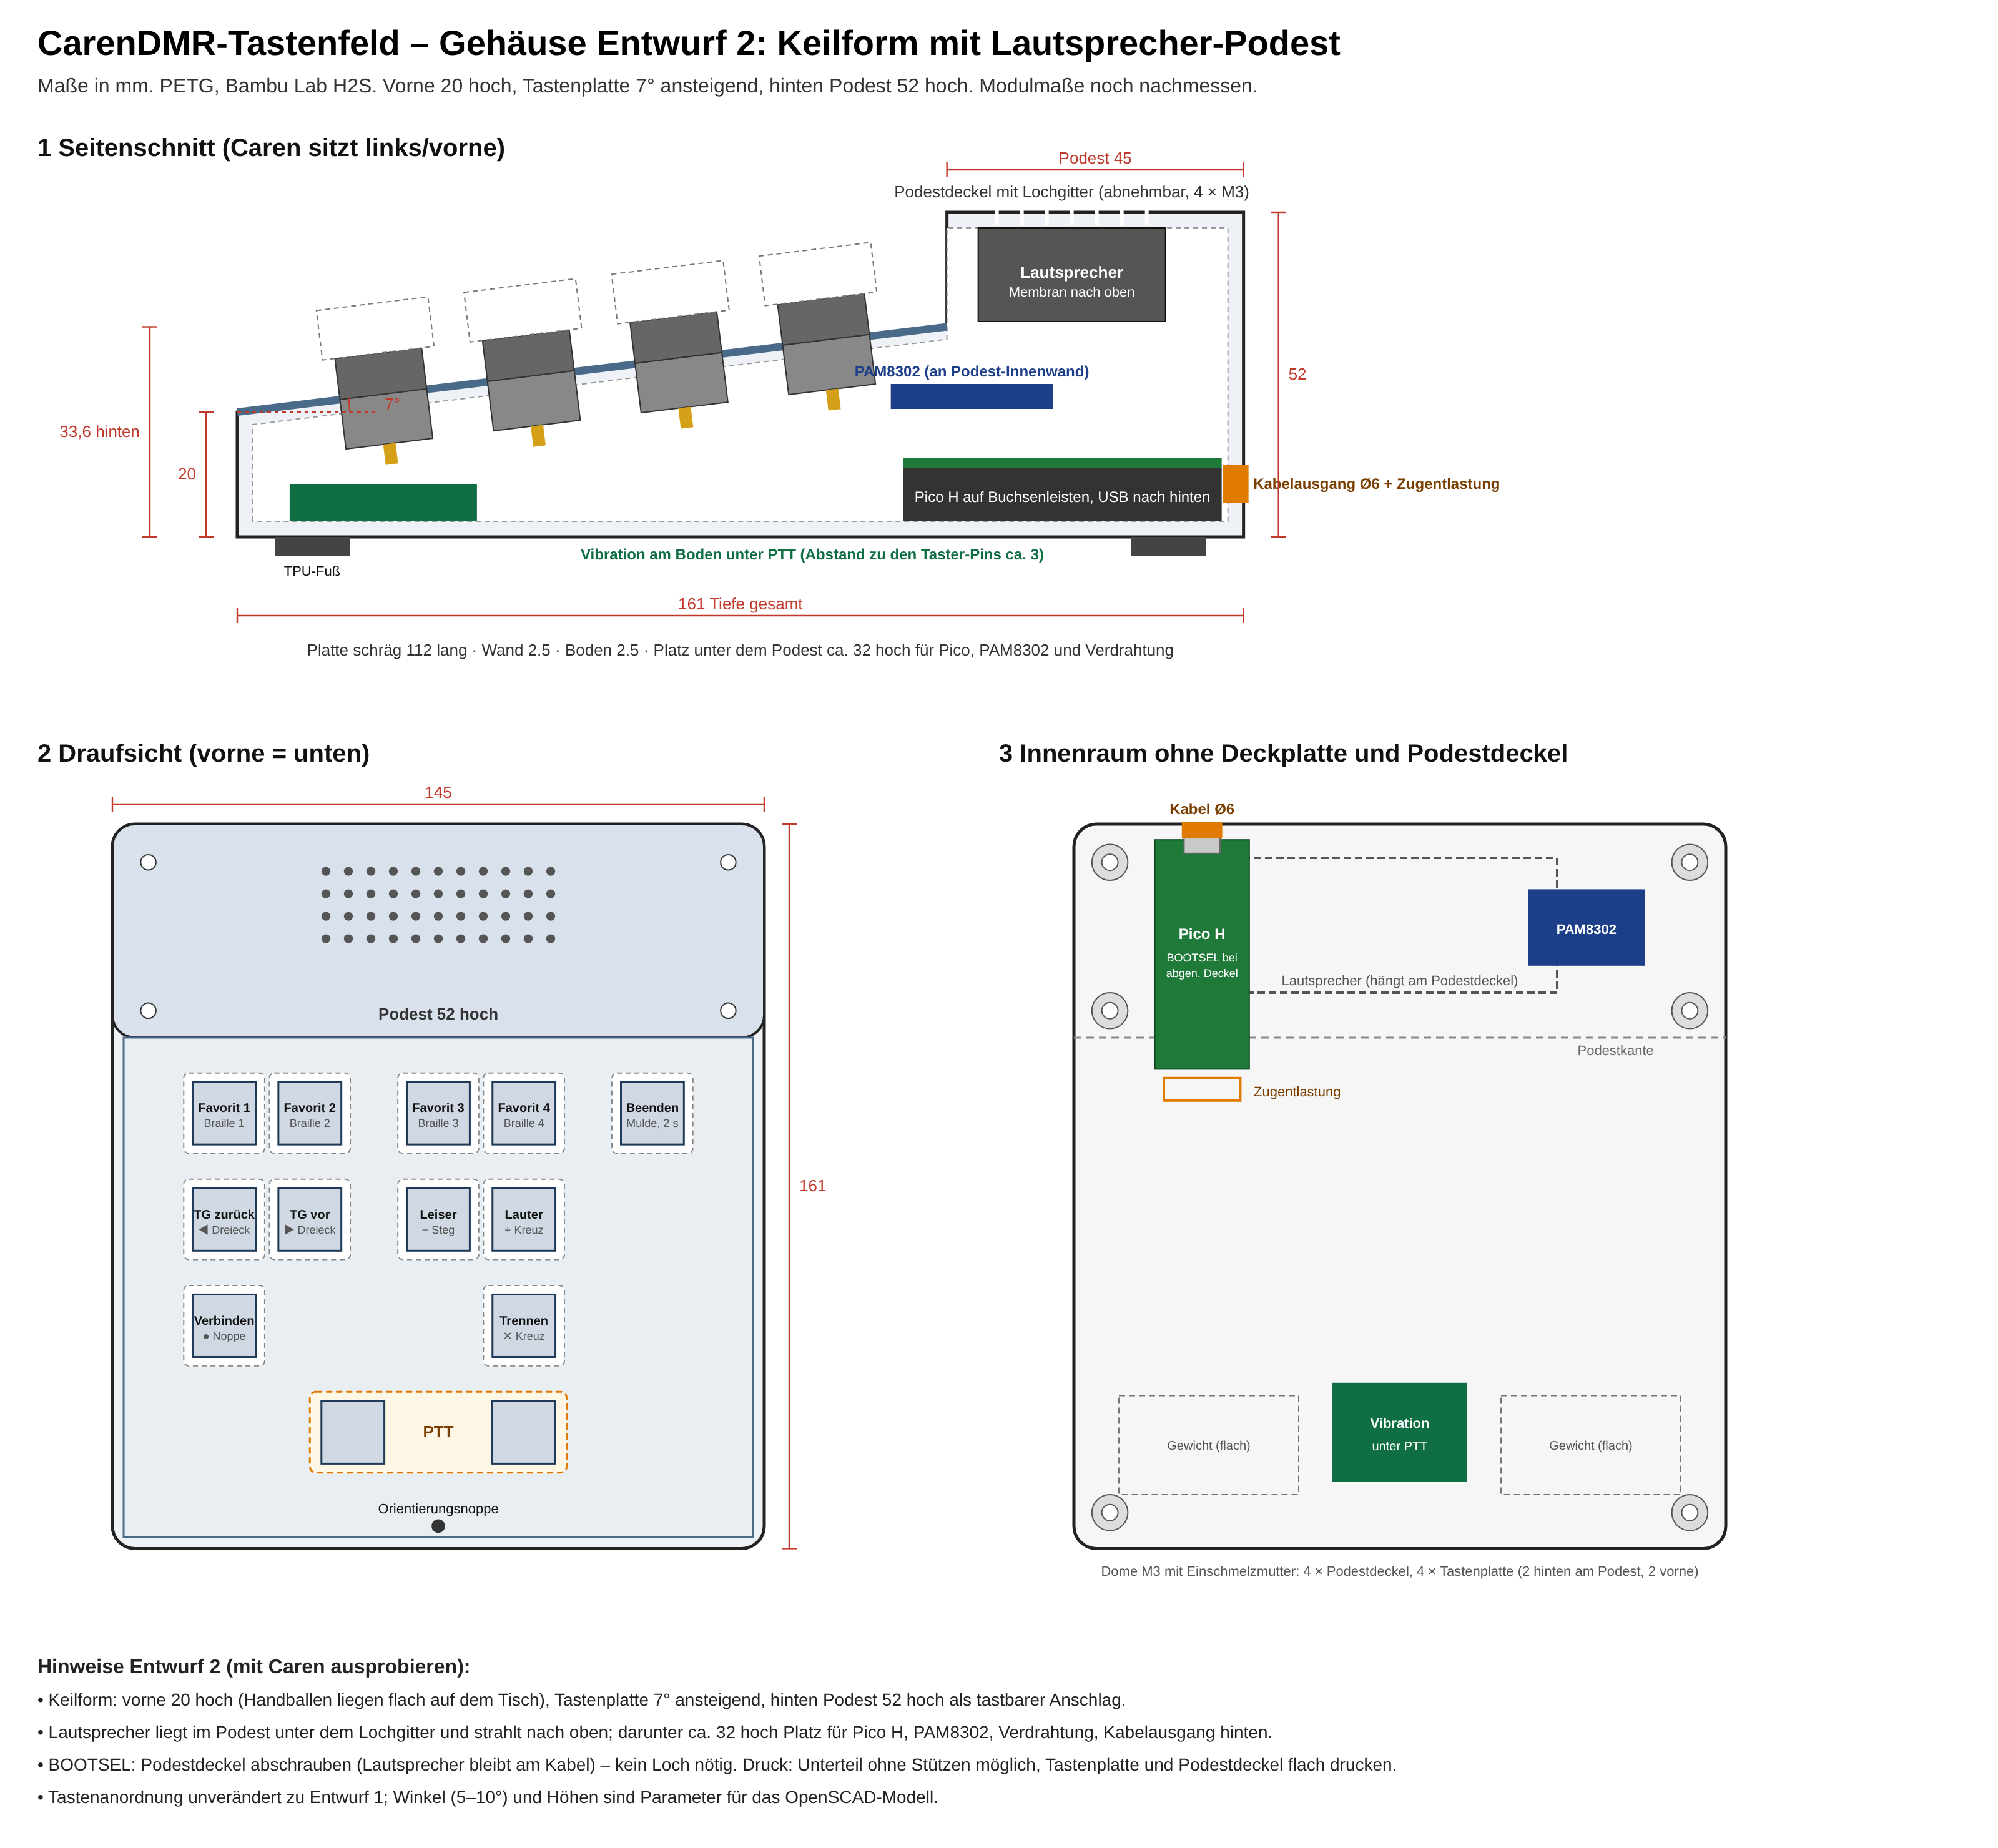 CarenDMR-Tastenfeld – Gehäuse Entwurf 2: Keilform mit Lautsprecher-Podest
Maße in mm. PETG, Bambu Lab H2S. Vorne 20 hoch, Tastenplatte 7° ansteigend, hinten Podest 52 hoch. Modulmaße noch nachmessen.
1 Seitenschnitt (Caren sitzt links/vorne)
Podest 45
Podestdeckel mit Lochgitter (abnehmbar, 4 × M3)
Lautsprecher
Membran nach oben
PAM8302 (an Podest-Innenwand)
52
7°
33,6 hinten
20
Pico H auf Buchsenleisten, USB nach hinten
Kabelausgang Ø6 + Zugentlastung
Vibration am Boden unter PTT (Abstand zu den Taster-Pins ca. 3)
TPU-Fuß
161 Tiefe gesamt
Platte schräg 112 lang · Wand 2.5 · Boden 2.5 · Platz unter dem Podest ca. 32 hoch für Pico, PAM8302 und Verdrahtung
2 Draufsicht (vorne = unten)
145
Podest 52 hoch
Favorit 1
Braille 1
Favorit 2
Braille 2
Favorit 3
Braille 3
Favorit 4
Braille 4
Beenden
Mulde, 2 s
161
TG zurück
◀ Dreieck
TG vor
▶ Dreieck
Leiser
− Steg
Lauter
+ Kreuz
Verbinden
● Noppe
Trennen
✕ Kreuz
PTT
Orientierungsnoppe
3 Innenraum ohne Deckplatte und Podestdeckel
Kabel Ø6
Pico H
BOOTSEL bei
abgen. Deckel
PAM8302
Lautsprecher (hängt am Podestdeckel)
Podestkante
Zugentlastung
Gewicht (flach)
Vibration
unter PTT
Gewicht (flach)
Dome M3 mit Einschmelzmutter: 4 × Podestdeckel, 4 × Tastenplatte (2 hinten am Podest, 2 vorne)
Hinweise Entwurf 2 (mit Caren ausprobieren):
• Keilform: vorne 20 hoch (Handballen liegen flach auf dem Tisch), Tastenplatte 7° ansteigend, hinten Podest 52 hoch als tastbarer Anschlag.
• Lautsprecher liegt im Podest unter dem Lochgitter und strahlt nach oben; darunter ca. 32 hoch Platz für Pico H, PAM8302, Verdrahtung, Kabelausgang hinten.
• BOOTSEL: Podestdeckel abschrauben (Lautsprecher bleibt am Kabel) – kein Loch nötig. Druck: Unterteil ohne Stützen möglich, Tastenplatte und Podestdeckel flach drucken.
• Tastenanordnung unverändert zu Entwurf 1; Winkel (5–10°) und Höhen sind Parameter für das OpenSCAD-Modell.